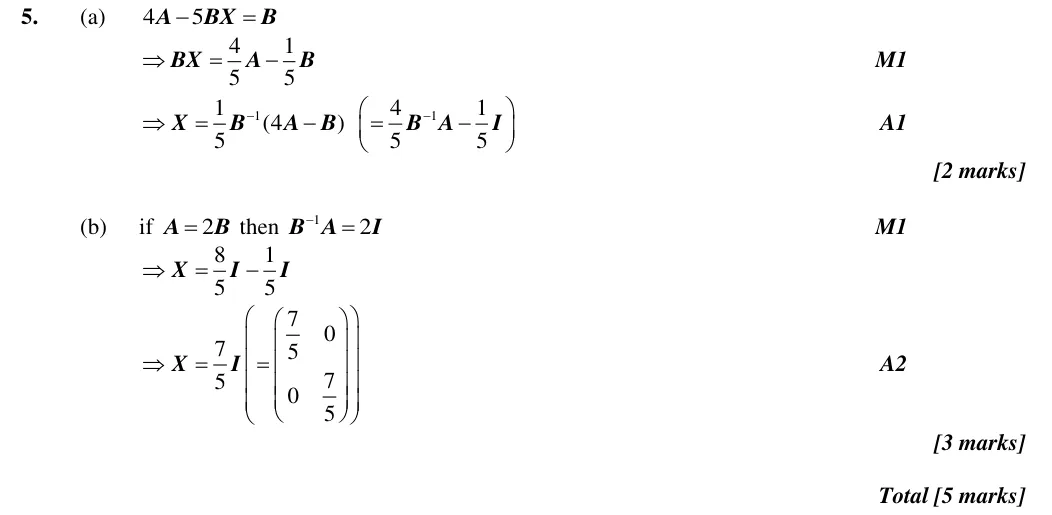 5. (a) 4A − 5BX = B
⇒ BX = 4/5 A − 1/5 B M1
⇒ X = 1/5 B⁻¹(4A − B) (= 4/5 B⁻¹A − 1/5 I) A1
[2 marks]
(b) if A = 2B then B⁻¹A = 2I M1
⇒ X = 8/5 I − 1/5 I
⇒ X = 7/5 I (= (7/5 0
0 7/5)) A2
[3 marks]
Total [5 marks]